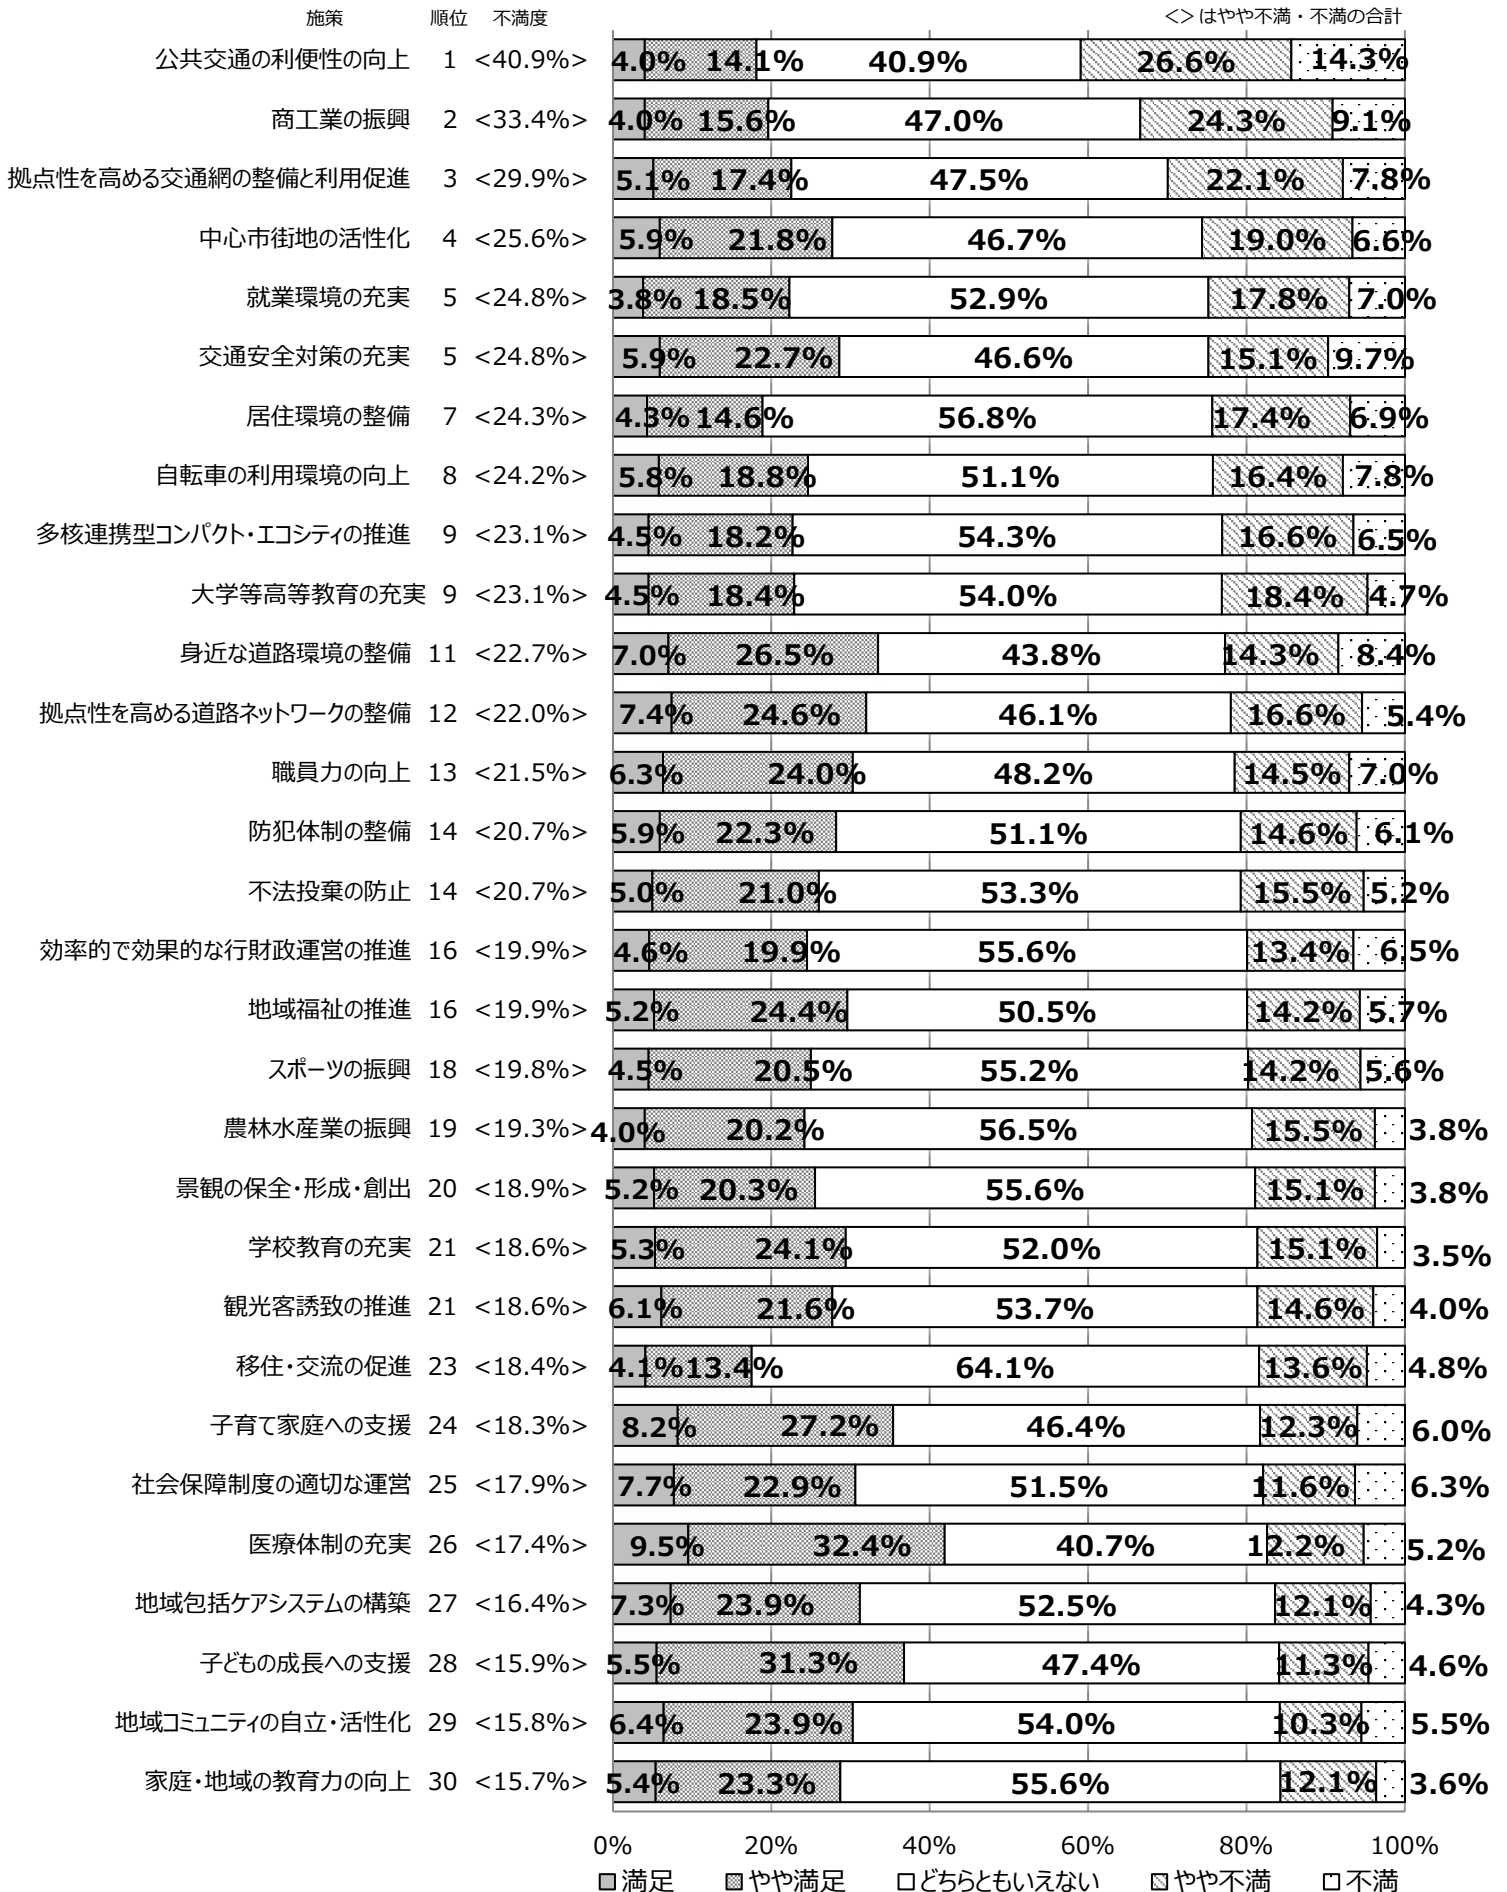 施策 順位 不満度 <>はやや不満・不満の合計
公共交通の利便性の向上 1 <40.9%> 4.0% 14.1% 40.9% 26.6% 14.3%
商工業の振興 2 <33.4%> 4.0% 15.6% 47.0% 24.3% 9.1%
拠点性を高める交通網の整備と利用促進 3 <29.9%> 5.1% 17.4% 47.5% 22.1% 7.8%
中心市街地の活性化 4 <25.6%> 5.9% 21.8% 46.7% 19.0% 6.6%
就業環境の充実 5 <24.8%> 3.8% 18.5% 52.9% 17.8% 7.0%
交通安全対策の充実 5 <24.8%> 5.9% 22.7% 46.6% 15.1% 9.7%
居住環境の整備 7 <24.3%> 4.3% 14.6% 56.8% 17.4% 6.9%
自転車の利用環境の向上 8 <24.2%> 5.8% 18.8% 51.1% 16.4% 7.8%
多核連携型コンパクト・エコシティの推進 9 <23.1%> 4.5% 18.2% 54.3% 16.6% 6.5%
大学等高等教育の充実 9 <23.1%> 4.5% 18.4% 54.0% 18.4% 4.7%
身近な道路環境の整備 11 <22.7%> 7.0% 26.5% 43.8% 14.3% 8.4%
拠点性を高める道路ネットワークの整備 12 <22.0%> 7.4% 24.6% 46.1% 16.6% 5.4%
職員力の向上 13 <21.5%> 6.3% 24.0% 48.2% 14.5% 7.0%
防犯体制の整備 14 <20.7%> 5.9% 22.3% 51.1% 14.6% 6.1%
不法投棄の防止 14 <20.7%> 5.0% 21.0% 53.3% 15.5% 5.2%
効率的で効果的な行財政運営の推進 16 <19.9%> 4.6% 19.9% 55.6% 13.4% 6.5%
地域福祉の推進 16 <19.9%> 5.2% 24.4% 50.5% 14.2% 5.7%
スポーツの振興 18 <19.8%> 4.5% 20.5% 55.2% 14.2% 5.6%
農林水産業の振興 19 <19.3%> 4.0% 20.2% 56.5% 15.5% 3.8%
景観の保全・形成・創出 20 <18.9%> 5.2% 20.3% 55.6% 15.1% 3.8%
学校教育の充実 21 <18.6%> 5.3% 24.1% 52.0% 15.1% 3.5%
観光客誘致の推進 21 <18.6%> 6.1% 21.6% 53.7% 14.6% 4.0%
移住・交流の促進 23 <18.4%> 4.1% 13.4% 64.1% 13.6% 4.8%
子育て家庭への支援 24 <18.3%> 8.2% 27.2% 46.4% 12.3% 6.0%
社会保障制度の適切な運営 25 <17.9%> 7.7% 22.9% 51.5% 11.6% 6.3%
医療体制の充実 26 <17.4%> 9.5% 32.4% 40.7% 12.2% 5.2%
地域包括ケアシステムの構築 27 <16.4%> 7.3% 23.9% 52.5% 12.1% 4.3%
子どもの成長への支援 28 <15.9%> 5.5% 31.3% 47.4% 11.3% 4.6%
地域コミュニティの自立・活性化 29 <15.8%> 6.4% 23.9% 54.0% 10.3% 5.5%
家庭・地域の教育力の向上 30 <15.7%> 5.4% 23.3% 55.6% 12.1% 3.6%
0% 20% 40% 60% 80% 100%
満足 やや満足 どちらともいえない やや不満 不満